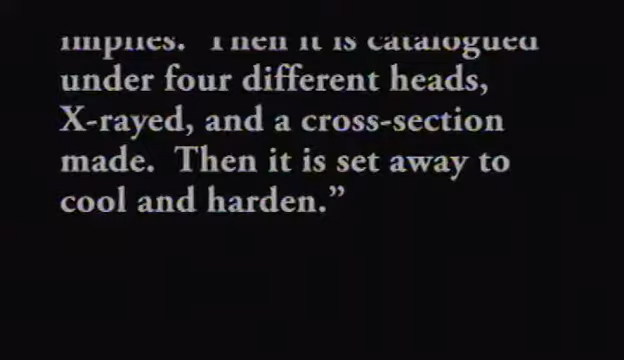 implies.  Then it is catalogued
under four different heads,
X-rayed, and a cross-section
made.  Then it is set away to
cool and harden.”